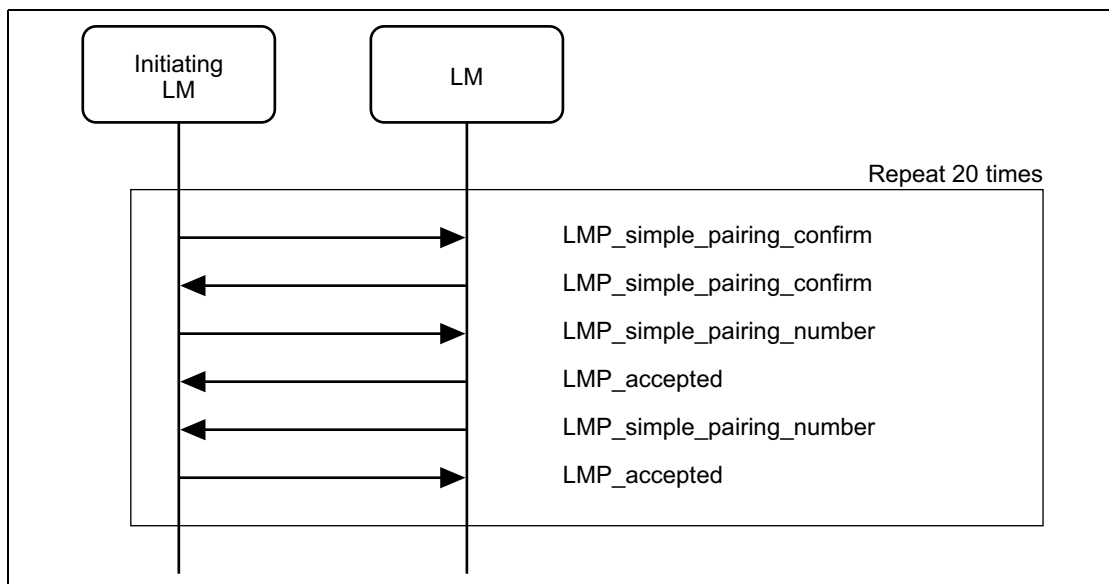 Initiating
LM
LM
Repeat 20 times
LMP_simple_pairing_confirm
LMP_simple_pairing_confirm
LMP_simple_pairing_number
LMP_accepted
LMP_simple_pairing_number
LMP_accepted